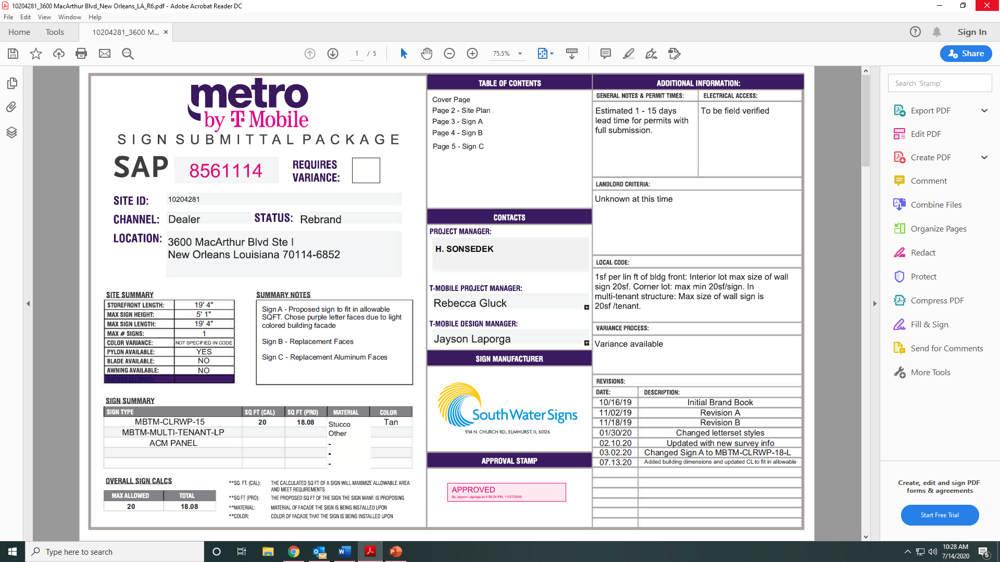 10204281_3600 MacArthur Blvd_New Orleans_LA_R6.pdf - Adobe Acrobat Reader DC
File Edit View Window Help
Home Tools 10204281_3600 M... × Sign In
1 / 5 75.5% Share
metro
by T Mobile
SIGN SUBMITTAL PACKAGE
SAP 8561114 REQUIRES VARIANCE:
SITE ID: 10204281
CHANNEL: Dealer STATUS: Rebrand
LOCATION: 3600 MacArthur Blvd Ste I
New Orleans Louisiana 70114-6852
SITE SUMMARY
STOREFRONT LENGTH: 19' 4"
MAX SIGN HEIGHT: 5' 1"
MAX SIGN LENGTH: 19' 4"
MAX # SIGNS: 1
COLOR VARIANCE: NOT SPECIFIED IN CODE
PYLON AVAILABLE: YES
BLADE AVAILABLE: NO
AWNING AVAILABLE: NO
BACKER ALLOWED:
SUMMARY NOTES
Sign A - Proposed sign to fit in allowable
SQFT. Chose purple letter faces due to light
colored building facade
Sign B - Replacement Faces
Sign C - Replacement Aluminum Faces
SIGN SUMMARY
SIGN TYPE SQ FT (CAL) SQ FT (PRO) MATERIAL COLOR
MBTM-CLRWP-15 20 18.08 Stucco Tan
MBTM-MULTI-TENANT-LP Other
ACM PANEL -
-
-
OVERALL SIGN CALCS
MAX ALLOWED TOTAL
20 18.08
**SQ. FT. (CAL): THE CALCULATED SQ FT OF A SIGN WILL MAXIMIZE ALLOWABLE AREA
AND MEET REQUIREMENTS
**SQ FT (PRO): THE PROPOSED SQ FT OF THE SIGN THE SIGN MANF. IS PROPOSING
**MATERIAL: MATERIAL OF FACADE THE SIGN IS BEING INSTALLED UPON
**COLOR: COLOR OF FACADE THAT THE SIGN IS BEING INSTALLED UPON
TABLE OF CONTENTS
Cover Page
Page 2 - Site Plan
Page 3 - Sign A
Page 4 - Sign B
Page 5 - Sign C
CONTACTS
PROJECT MANAGER:
H. SONSEDEK
T-MOBILE PROJECT MANAGER:
Rebecca Gluck
T-MOBILE DESIGN MANAGER:
Jayson Laporga
SIGN MANUFACTURER
South Water Signs
934 N. CHURCH RD., ELMHURST, IL 60126
APPROVAL STAMP
APPROVED
By Jayson Laporga at 4:08:24 PM, 11/27/2019
ADDITIONAL INFORMATION:
GENERAL NOTES & PERMIT TIMES: ELECTRICAL ACCESS:
Estimated 1 - 15 days To be field verified
lead time for permits with
full submission.
LANDLORD CRITERIA:
Unknown at this time
LOCAL CODE:
1sf per lin ft of bldg front: Interior lot max size of wall
sign 20sf. Corner lot: max min 20sf/sign. In
multi-tenant structure: Max size of wall sign is
20sf /tenant.
VARIANCE PROCESS:
Variance available
REVISIONS:
DATE: DESCRIPTION:
10/16/19 Initial Brand Book
11/02/19 Revision A
11/18/19 Revision B
01/30/20 Changed letterset styles
02.10.20 Updated with new survey info
03.02.20 Changed Sign A to MBTM-CLRWP-18-L
07.13.20 Added building dimensions and updated CL to fit in allowable
Search 'Stamp'
Export PDF
Edit PDF
Create PDF
Comment
Combine Files
Organize Pages
Redact
Protect
Compress PDF
Fill & Sign
Send for Comments
More Tools
Create, edit and sign PDF
forms & agreements
Start Free Trial
Type here to search
10:28 AM
7/14/2020
6